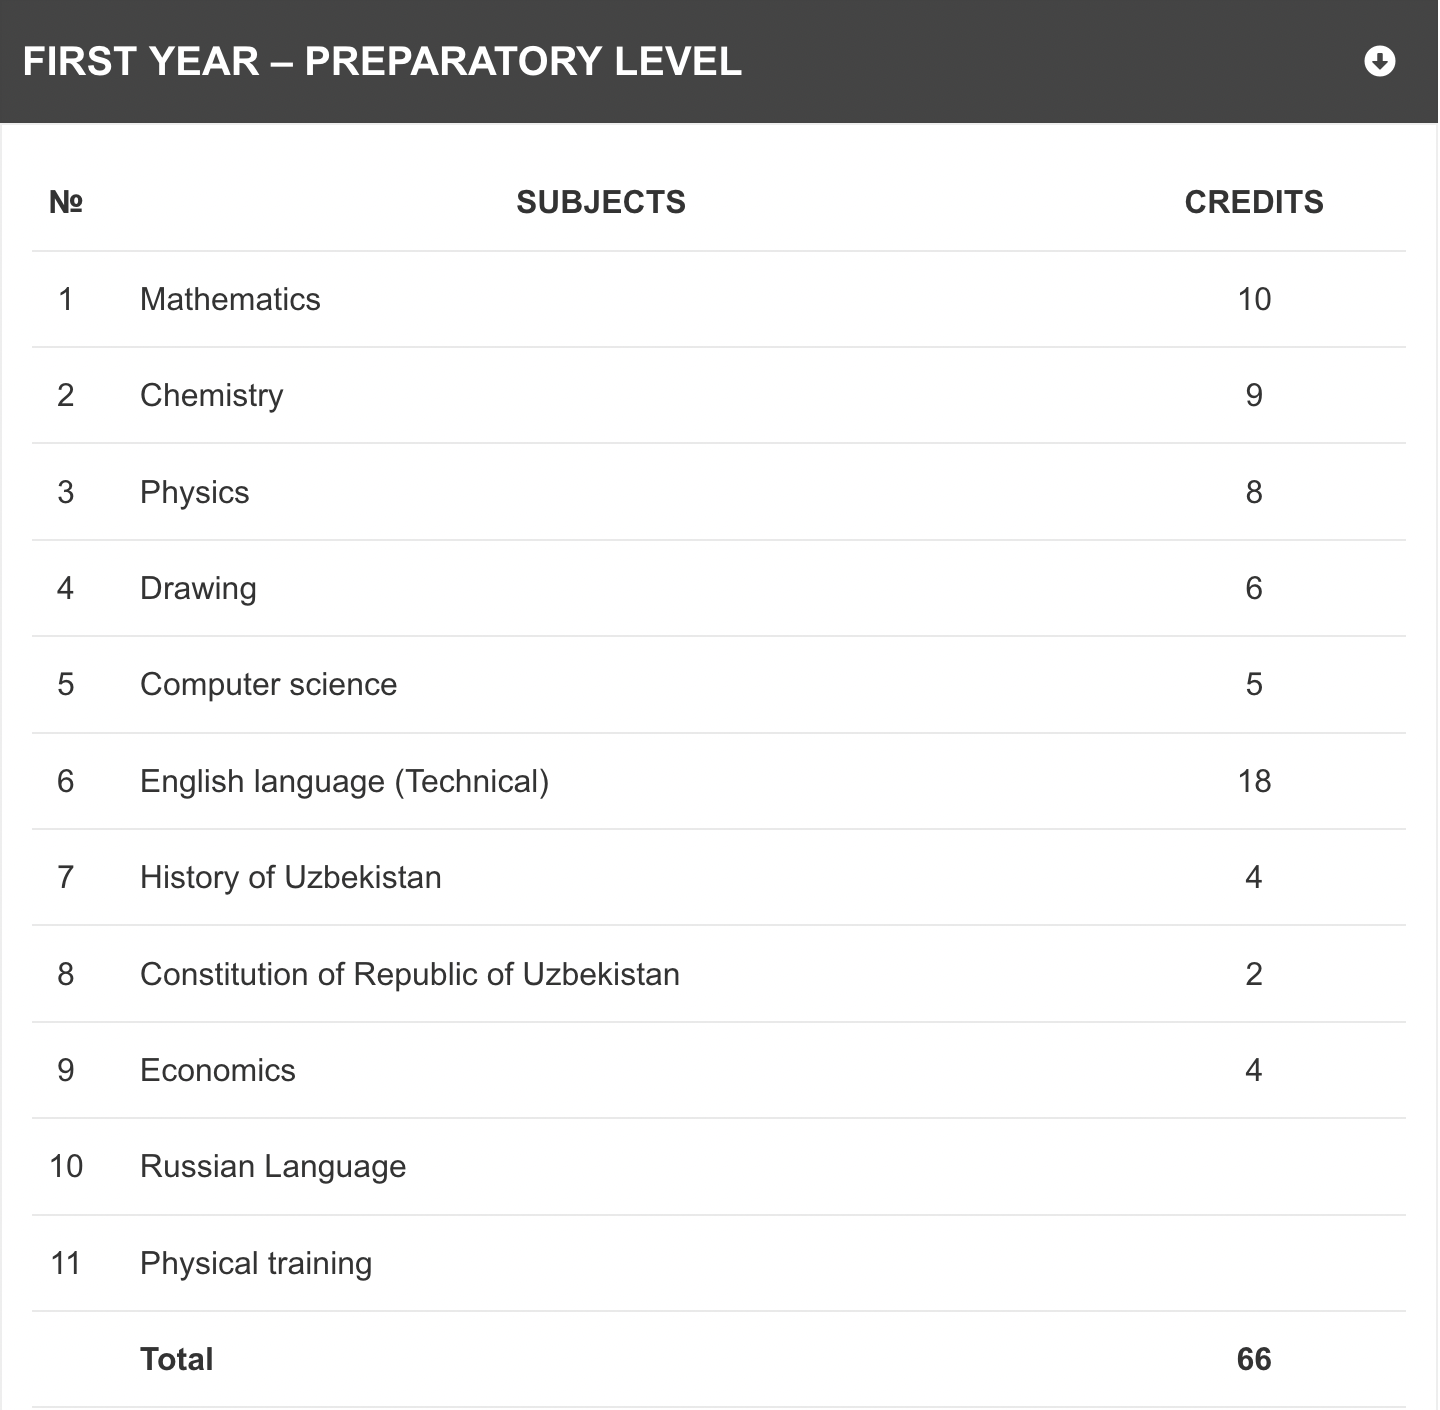 FIRST YEAR – PREPARATORY LEVEL
№ SUBJECTS CREDITS
1 Mathematics 10
2 Chemistry 9
3 Physics 8
4 Drawing 6
5 Computer science 5
6 English language (Technical) 18
7 History of Uzbekistan 4
8 Constitution of Republic of Uzbekistan 2
9 Economics 4
10 Russian Language
11 Physical training
Total 66